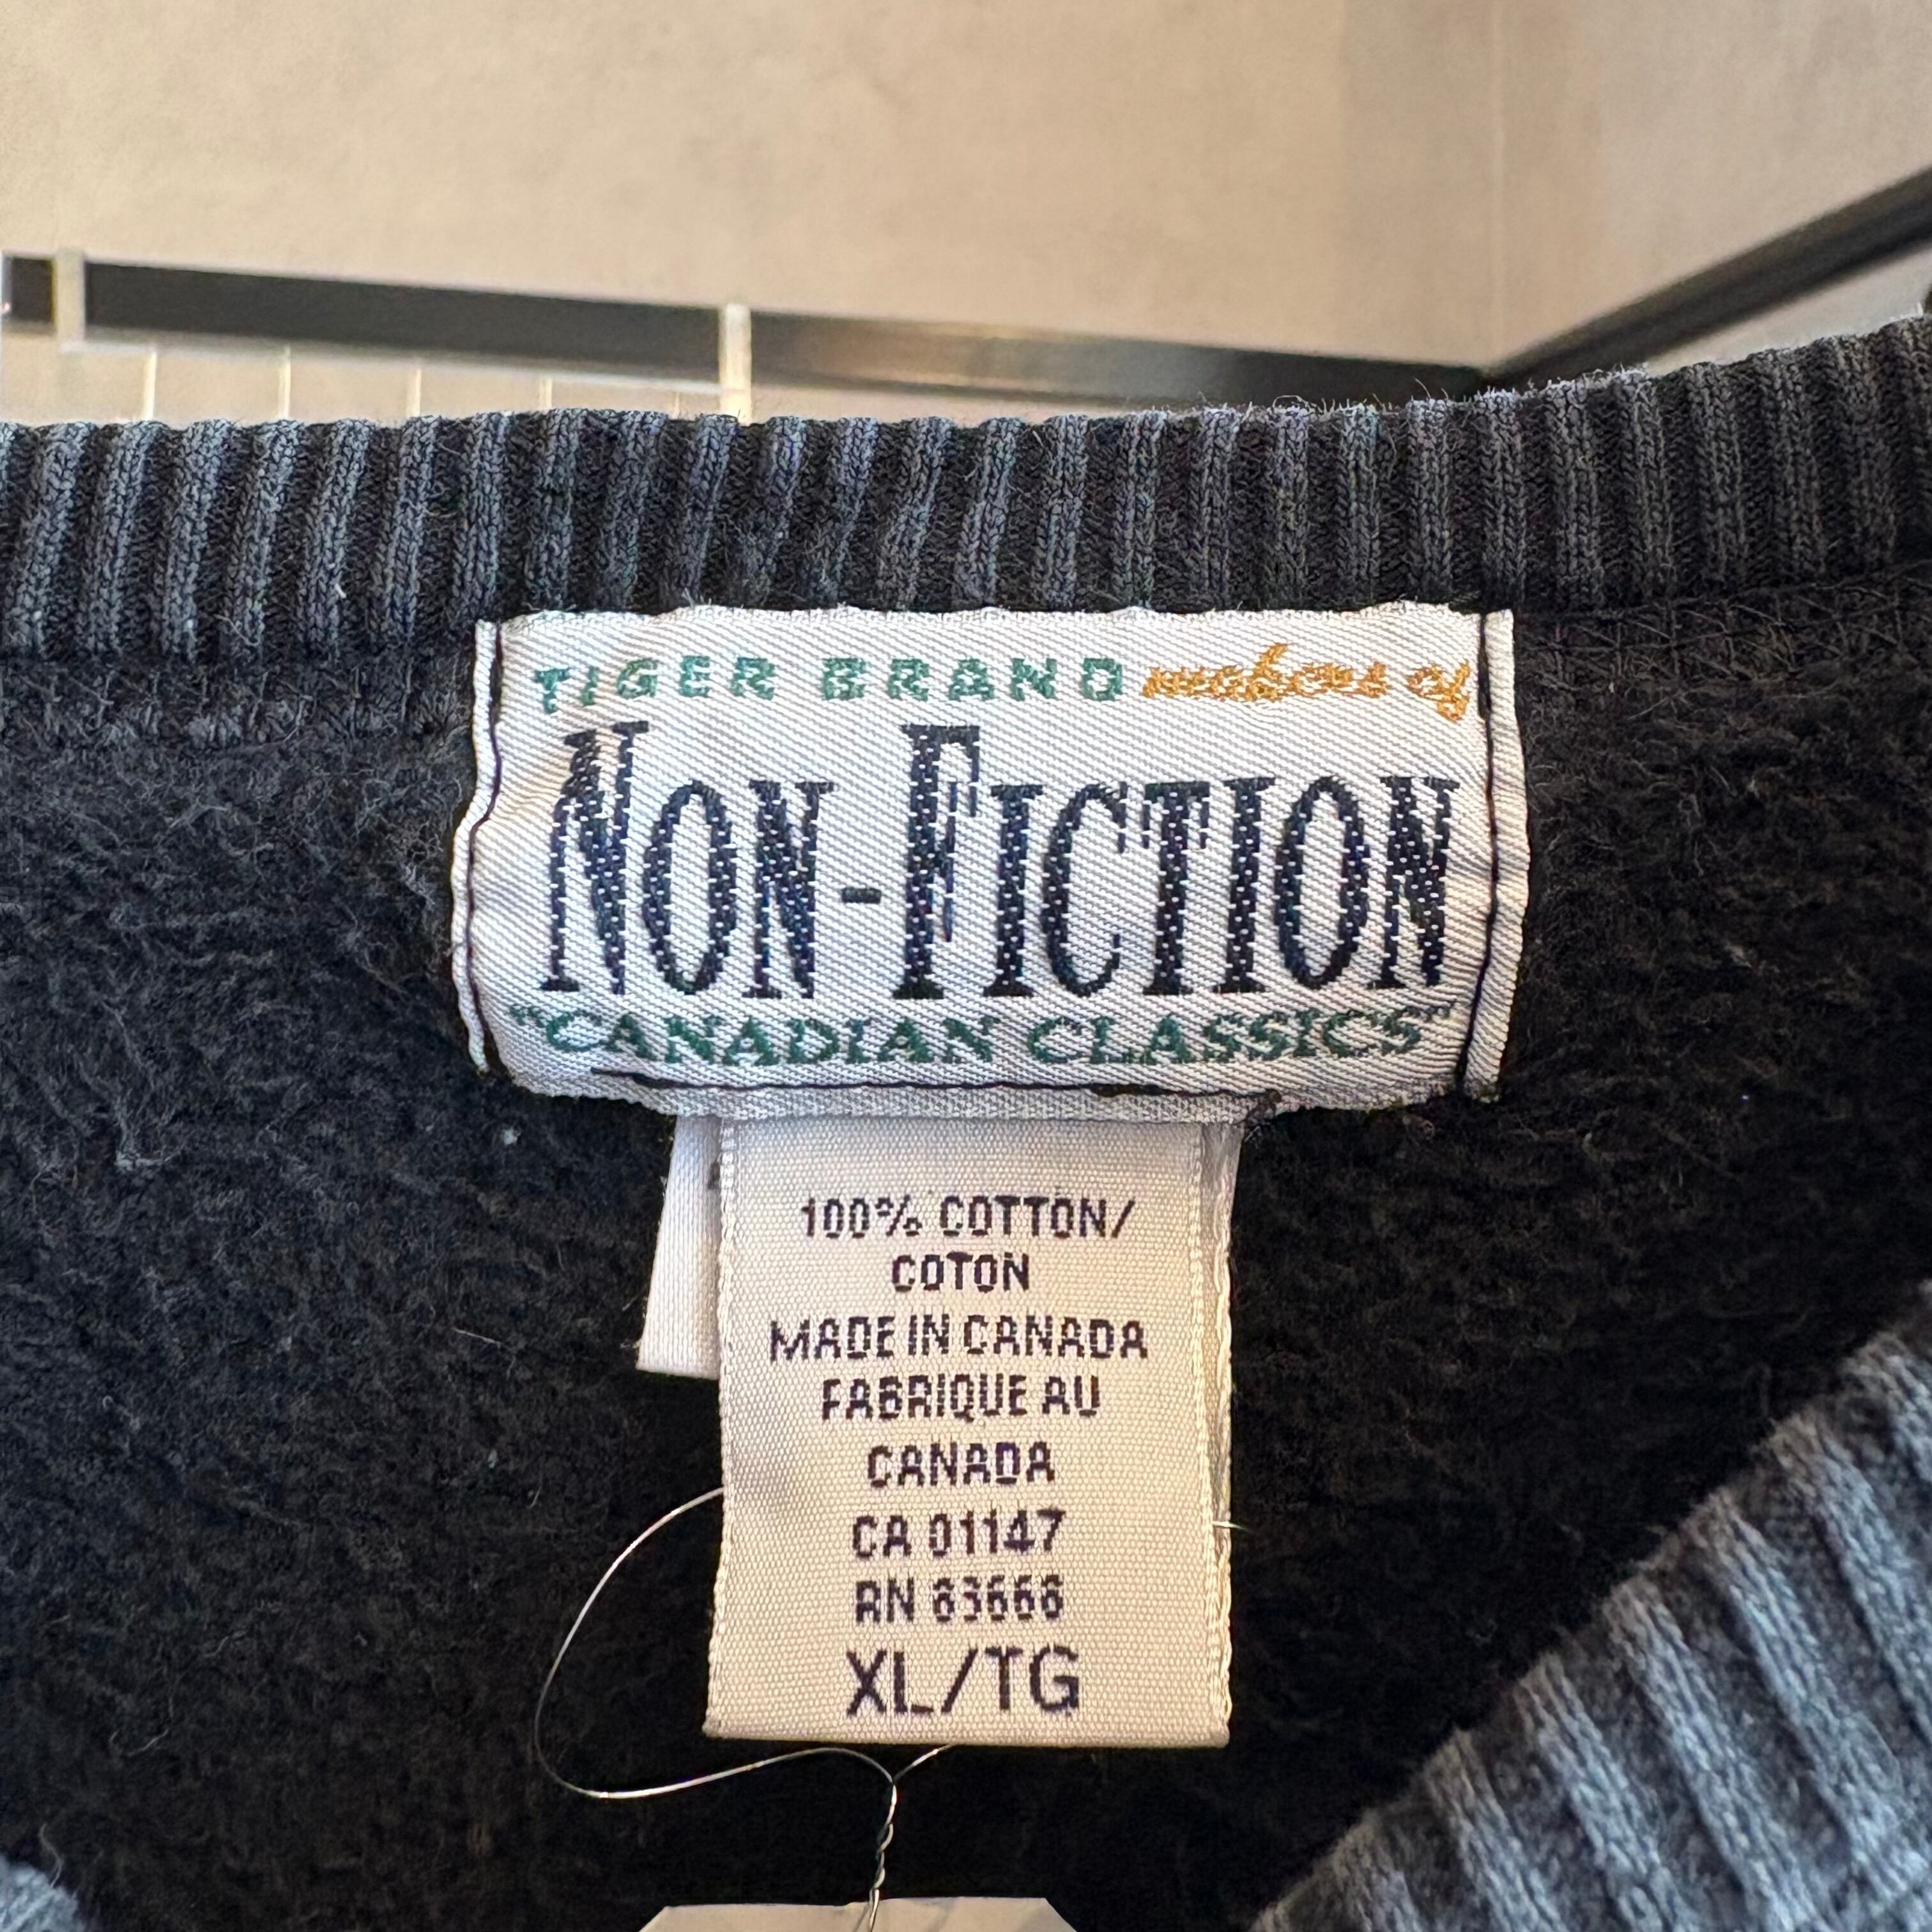 TIGER BRAND makers of
NON-FICTION
"CANADIAN CLASSICS"
100% COTTON/
COTON
MADE IN CANADA
FABRIQUE AU
CANADA
CA 01147
RN
XL/TG